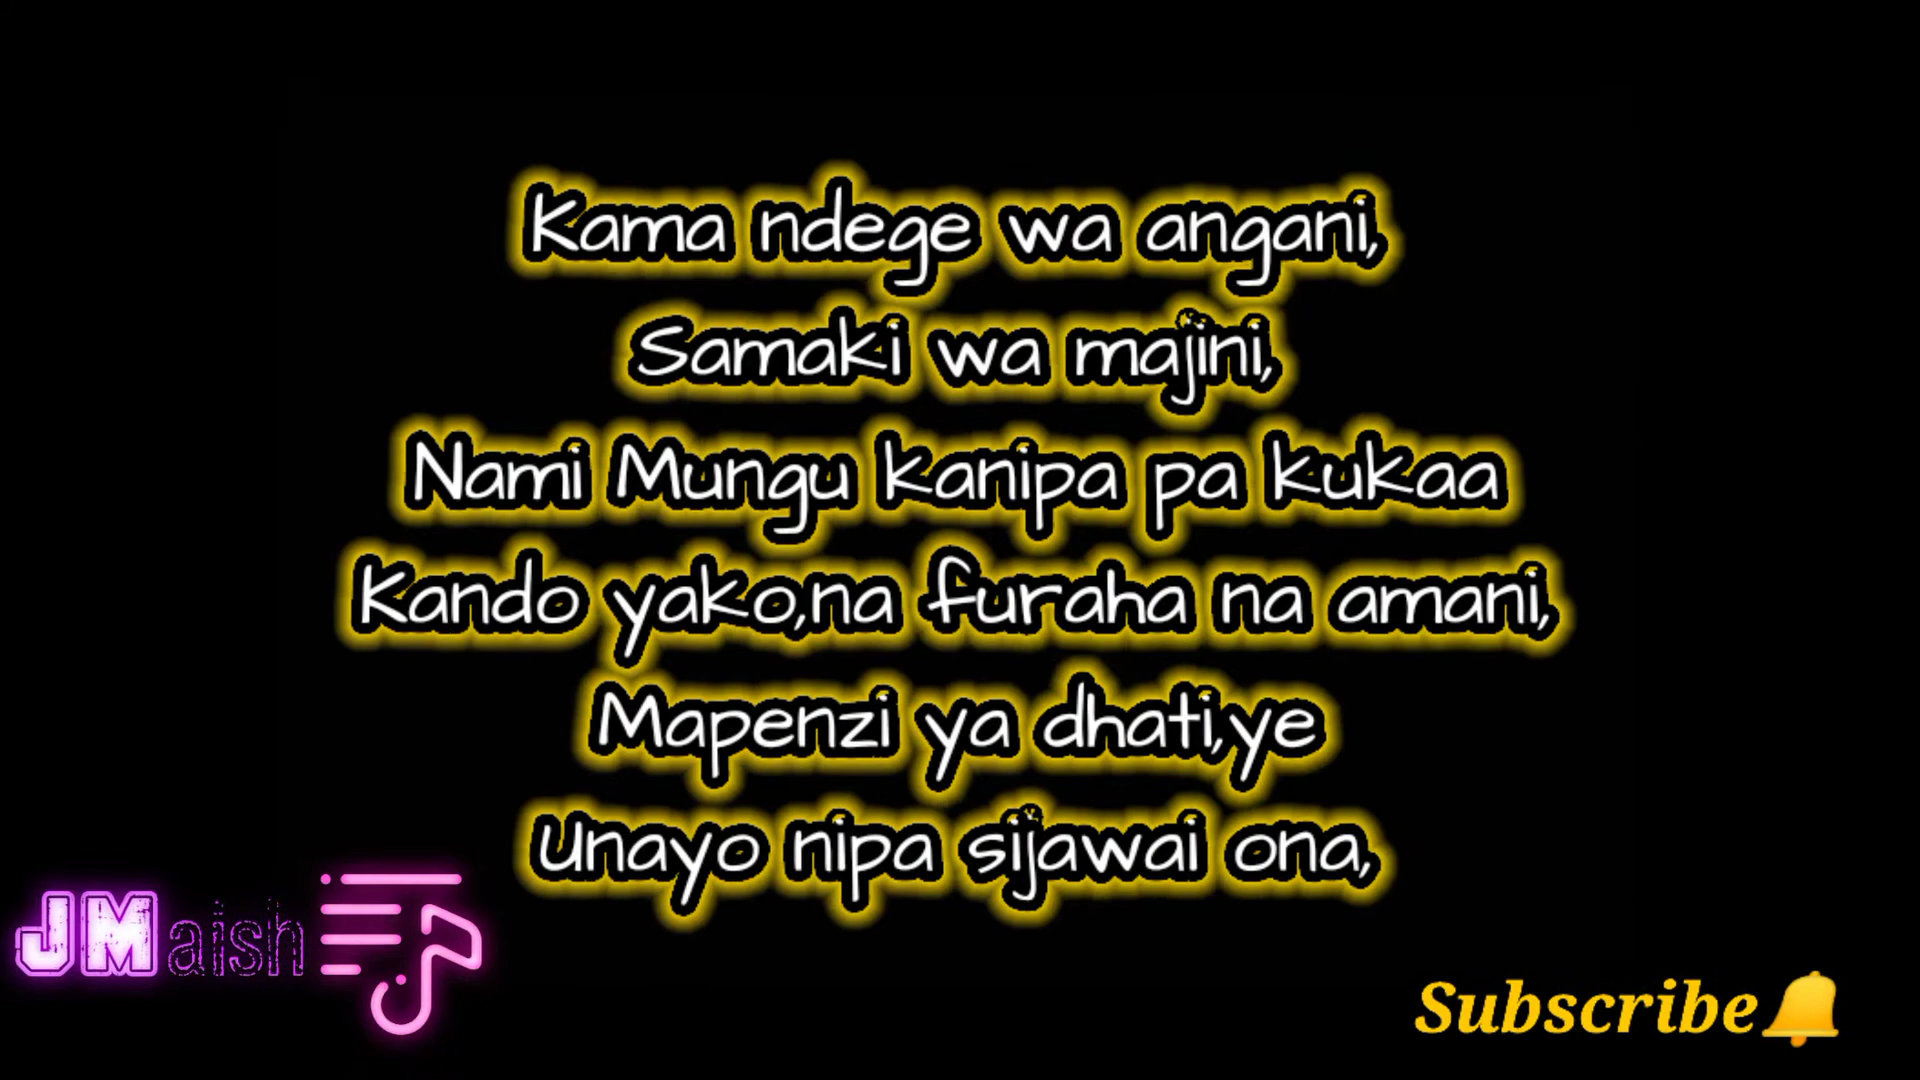 Kama ndege wa angani,
Samaki wa majini,
Nami Mungu kanipa pa kukaa
Kando yako,na furaha na amani,
Mapenzi ya dhati,ye
Unayo nipa sijawai ona,
JMaish
Subscribe